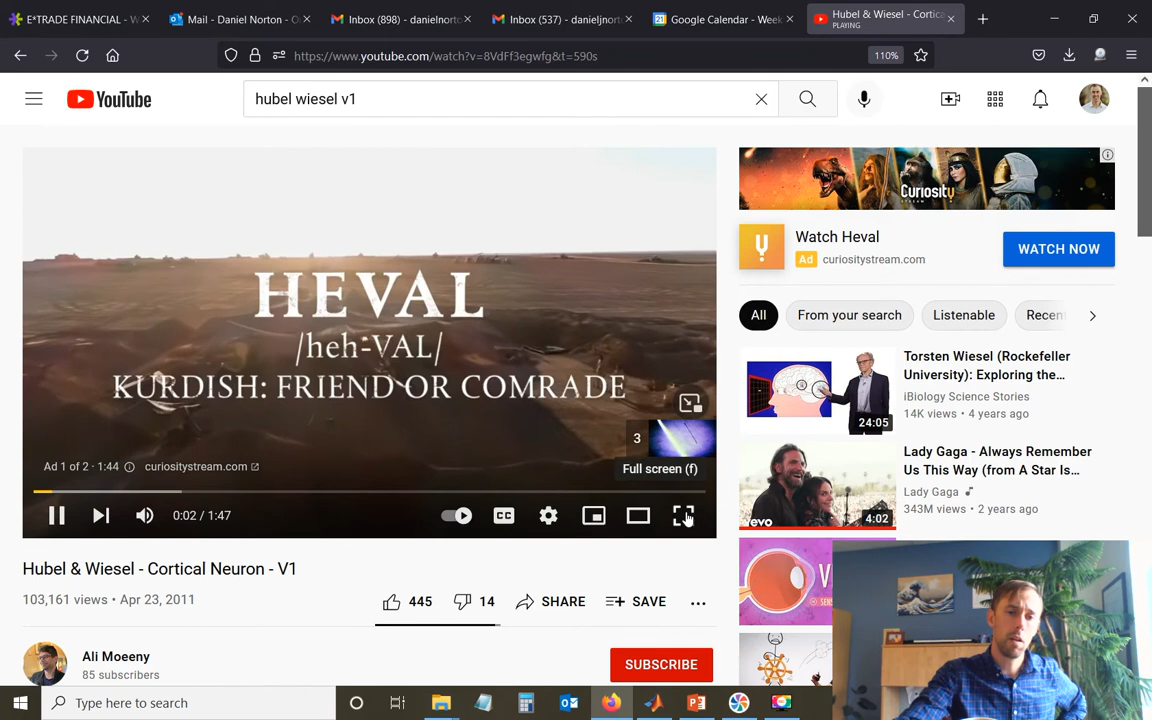 E*TRADE FINANCIAL - W
Mail - Daniel Norton - O
Inbox (898) - danielnorto
Inbox (537) - danieljnort
Google Calendar - Week
Hubel & Wiesel - Cortica
PLAYING
https://www.youtube.com/watch?v=8VdFf3egwfg&t=590s
110%
YouTube
hubel wiesel v1
HEVAL
/heh-VAL/
KURDISH: FRIEND OR COMRADE
3
Ad 1 of 2 · 1:44
curiositystream.com
Full screen (f)
CC
0:02 / 1:47
Hubel & Wiesel - Cortical Neuron - V1
103,161 views • Apr 23, 2011
445
14
SHARE
SAVE
Ali Moeeny
85 subscribers
SUBSCRIBE
Curiosity
STREAM
Watch Heval
Ad curiositystream.com
WATCH NOW
All
From your search
Listenable
Recen
Torsten Wiesel (Rockefeller
University): Exploring the...
iBiology Science Stories
14K views • 4 years ago
24:05
Lady Gaga - Always Remember
Us This Way (from A Star Is...
Lady Gaga
343M views • 2 years ago
evo
4:02
V
Type here to search